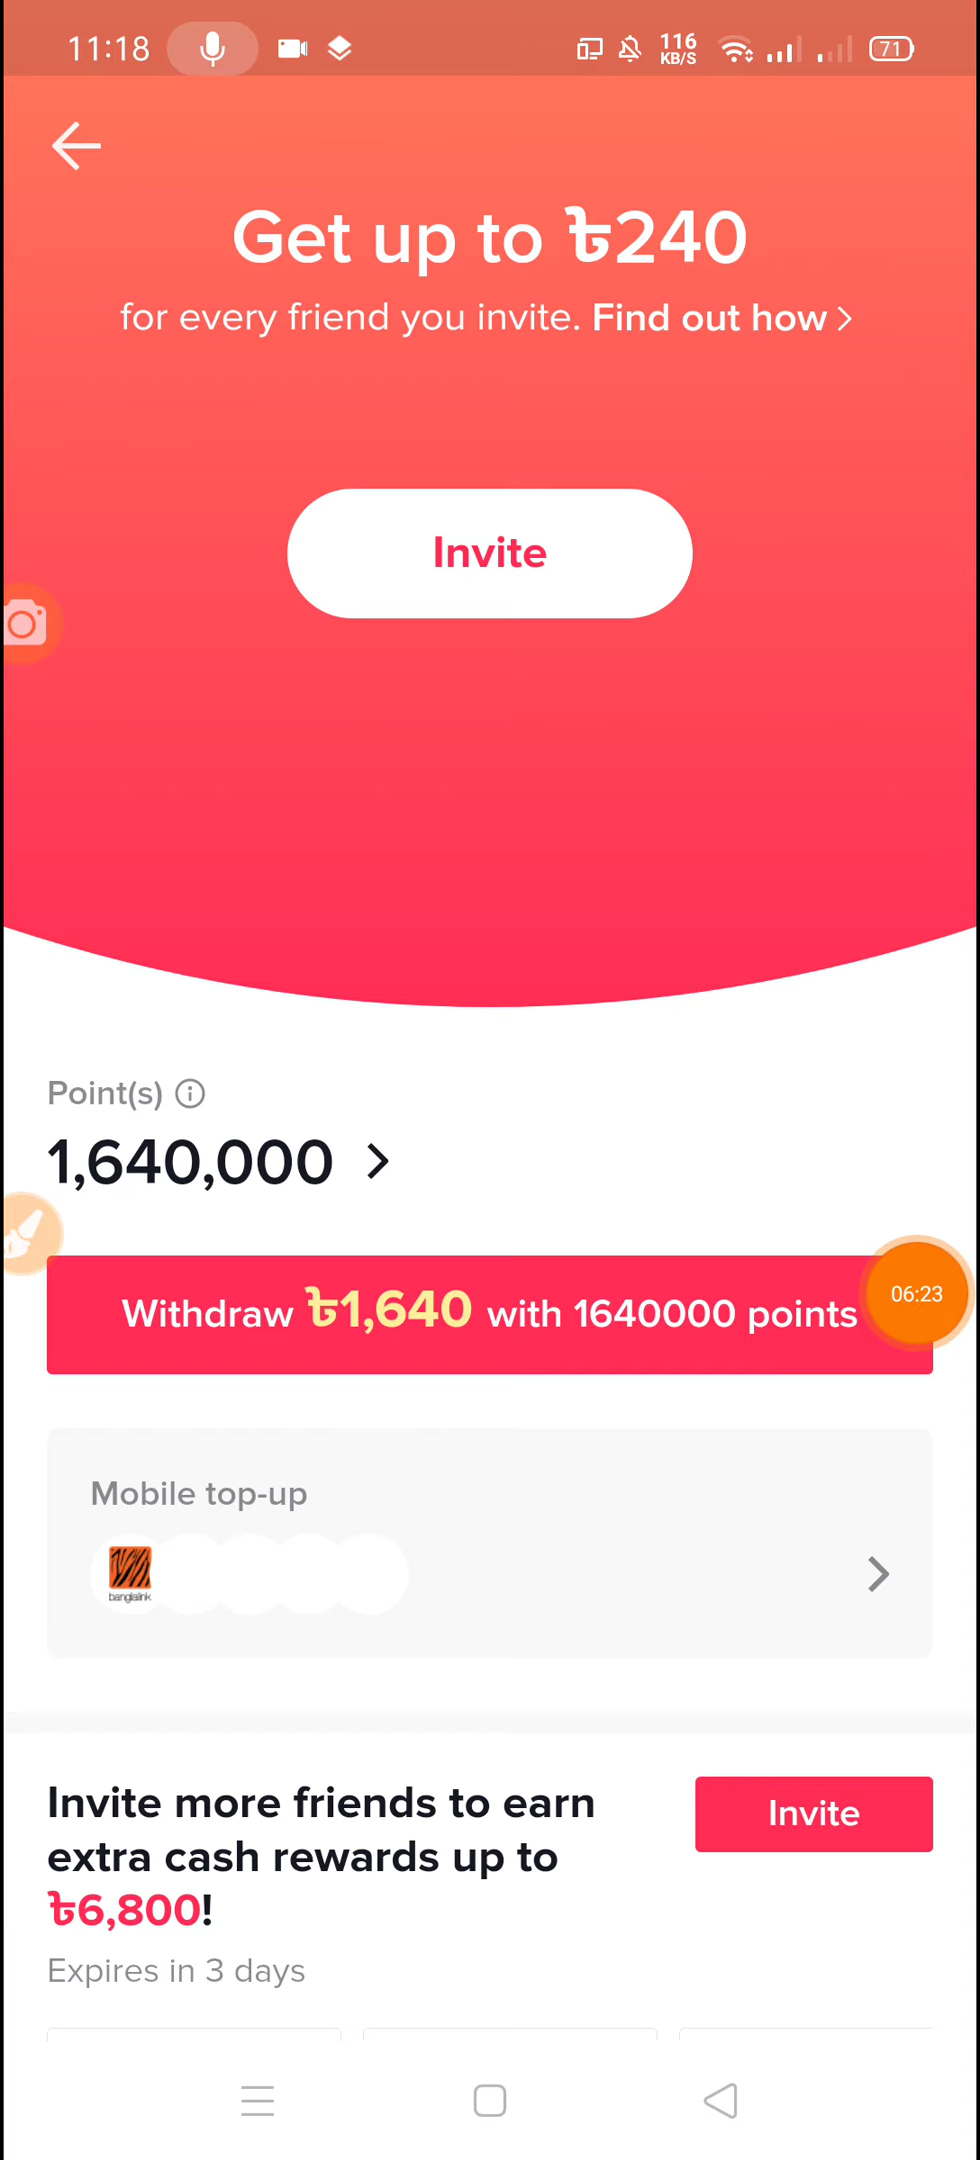 11:18
116
KB/S
71
Get up to ৳240
for every friend you invite. Find out how
Invite
Point(s)
1,640,000
Withdraw ৳1,640 with 1640000 points
06:23
Mobile top-up
banglalink
Invite more friends to earn
extra cash rewards up to
৳6,800!
Invite
Expires in 3 days